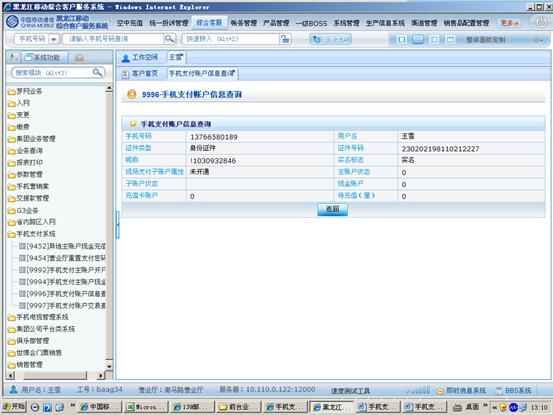 黑龙江移动综合客户服务系统 - Windows Internet Explorer
中国移动通信 CHINA MOBILE 黑龙江移动 综合客户服务系统
空中充值 统一投诉管理 综合客服 帐务管理 产品管理 一级BOSS 系统管理 生产信息系统 渠道管理 销售品配置管理 更多
手机号码 请输入手机号码查询 快速转入 (Alt+2) 整体面板定制
系统功能 工作空间 王雪
搜索模块 (Alt+3) 客户首页 手机支付账户信息查询
梦网业务
入网
变更
缴费
集团业务管理
业务查询
报表打印
参数管理
手机营销案
交接款管理
G3业务
省内跨区入网
手机支付系统
[9452]异地主账户现金充值
[9454]营业厅重置支付密码
[9992]手机支付主账户开户
[9994]手机支付主账户现金
[9996]手机支付账户信息查
[9997]手机支付账户交易查
手机电视管理系统
集团公司平台类系统
俱乐部管理
世博会门票销售
销售管理
9996-手机支付账户信息查询
手机支付账户信息查询
手机号码 13766580189 用户名 王雪
证件类型 身份证件 证件号码 230202198110212227
昵称 !1030932846 实名标志 实名
现场支付子账户属性 未开通 主账户状态 0
子账户状态 现金账户 0
充值卡账户 0 待充值(厘) 0
返回
用户名:王雪 工号:baag34 营业厅:南马路营业厅 服务器:10.110.0.122:12000 速度测试工具 即时消息系统 BBS系统
开始 中国移... Micros... 139邮... 前台业... 手机支... 黑龙江... 手机支... 手机支... 桌面 13:10